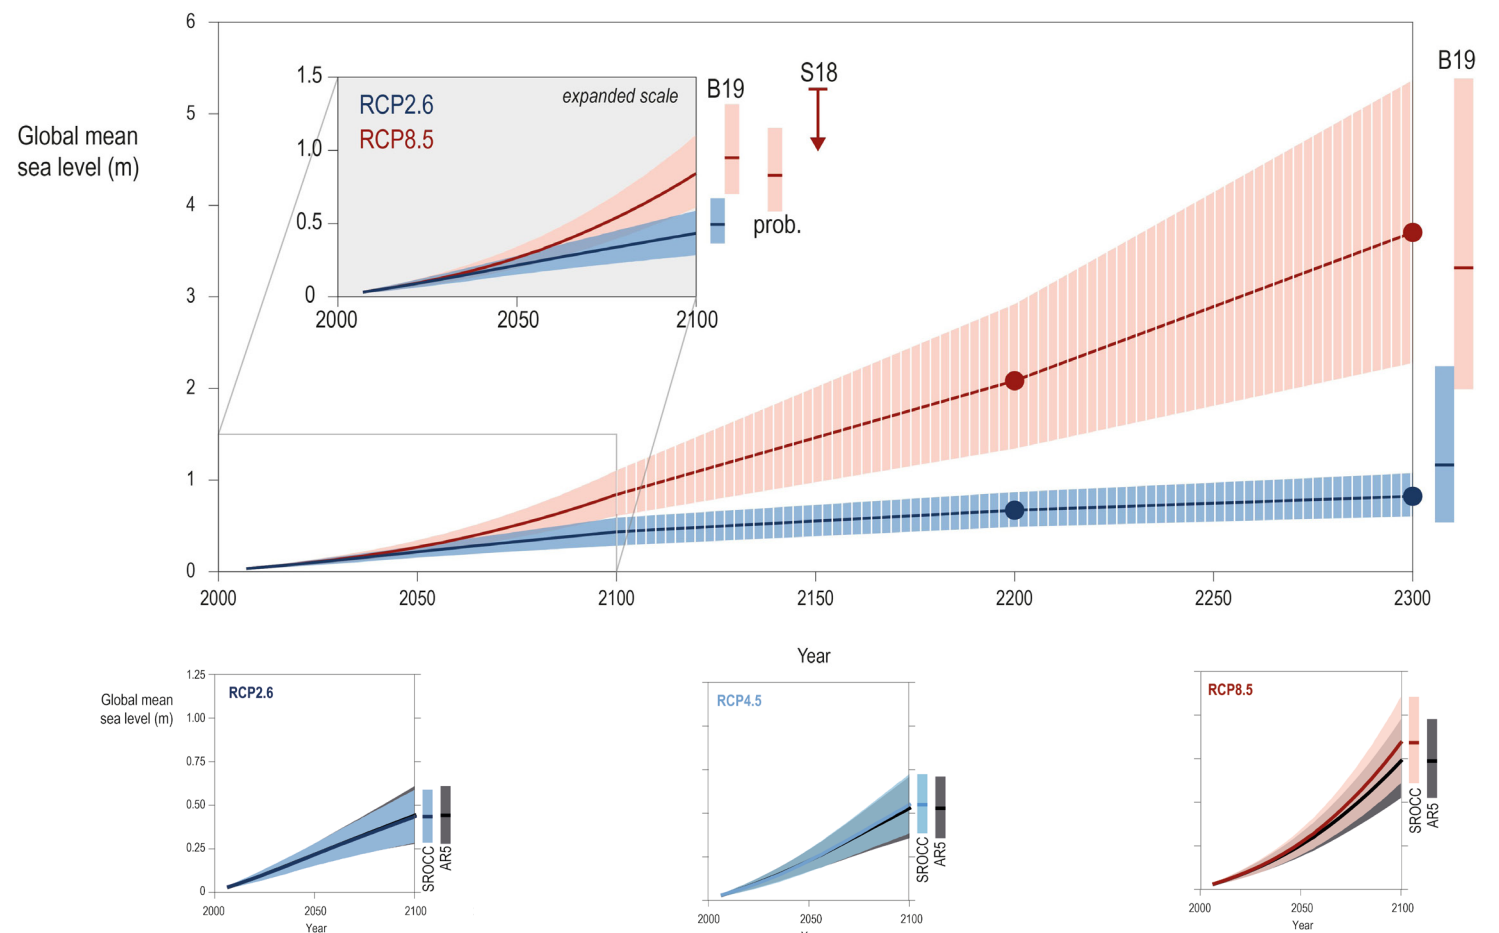 6
5
4
3
2
1
0
Global mean
sea level (m)
2000
2050
2100
2150
2200
2250
2300
Year
1.5
1.0
0.5
0
RCP2.6
RCP8.5
expanded scale
2000
2050
2100
B19
prob.
S18
B19
Global mean
sea level (m)
1.25
1.00
0.75
0.50
0.25
0
RCP2.6
SROCC
AR5
2000
2050
2100
Year
RCP4.5
SROCC
AR5
2000
2050
2100
RCP8.5
SROCC
AR5
2000
2050
2100
Year